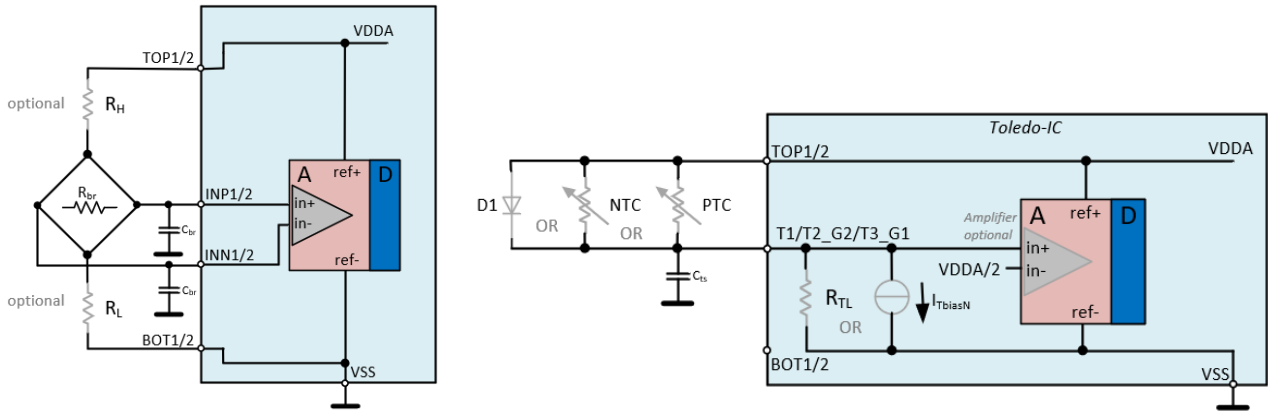 VDDA
TOP1/2
optional
RH
A
D
ref+
Rbr
INP1/2
in+
in-
Cbr
INN1/2
ref-
Cbr
optional
RL
BOT1/2
VSS
Toledo-IC
TOP1/2
VDDA
D1
OR
NTC
OR
PTC
A
D
ref+
Amplifier
optional
T1/T2_G2/T3_G1
in+
VDDA/2
in-
Cts
RTL
OR
ITbiasN
ref-
BOT1/2
VSS